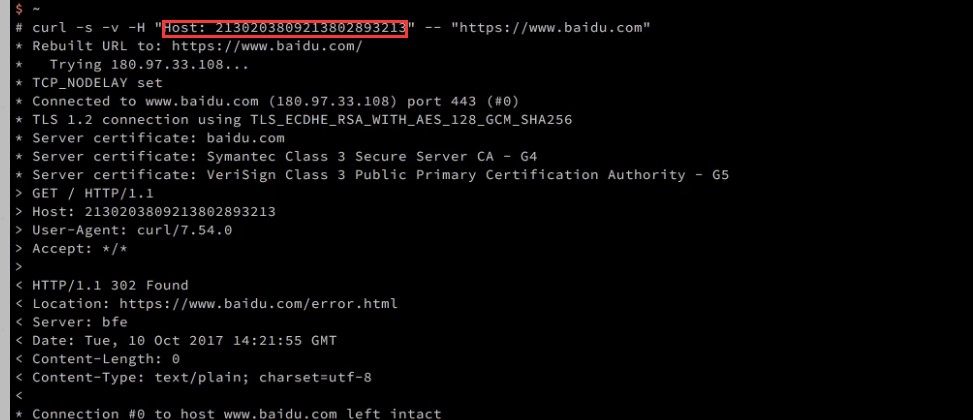 $ ~
# curl -s -v -H "Host: 2130203809213802893213" -- "https://www.baidu.com"
* Rebuilt URL to: https://www.baidu.com/
*   Trying 180.97.33.108...
* TCP_NODELAY set
* Connected to www.baidu.com (180.97.33.108) port 443 (#0)
* TLS 1.2 connection using TLS_ECDHE_RSA_WITH_AES_128_GCM_SHA256
* Server certificate: baidu.com
* Server certificate: Symantec Class 3 Secure Server CA - G4
* Server certificate: VeriSign Class 3 Public Primary Certification Authority - G5
> GET / HTTP/1.1
> Host: 2130203809213802893213
> User-Agent: curl/7.54.0
> Accept: */*
>
< HTTP/1.1 302 Found
< Location: https://www.baidu.com/error.html
< Server: bfe
< Date: Tue, 10 Oct 2017 14:21:55 GMT
< Content-Length: 0
< Content-Type: text/plain; charset=utf-8
<
* Connection #0 to host www.baidu.com left intact